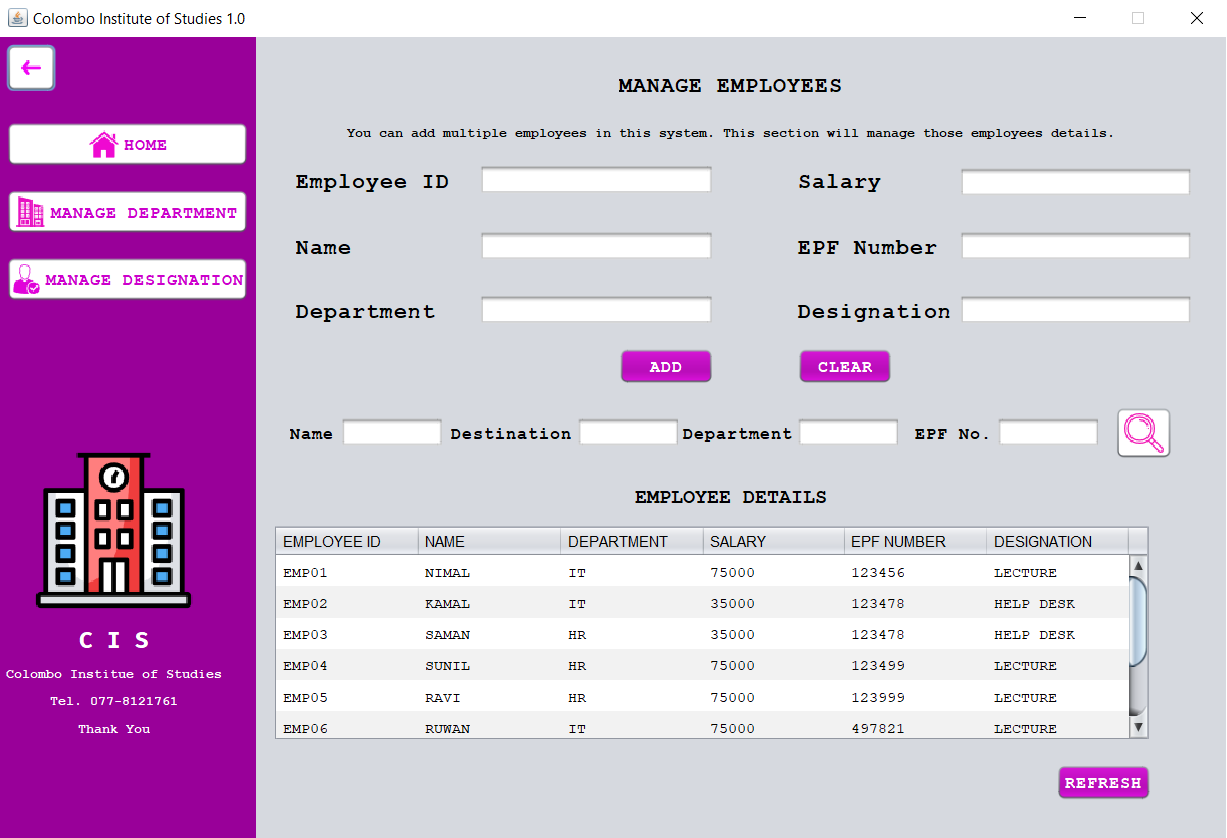 Colombo Institute of Studies 1.0
HOME
MANAGE DEPARTMENT
MANAGE DESIGNATION
C I S
Colombo Institue of Studies
Tel. 077-8121761
Thank You
MANAGE EMPLOYEES
You can add multiple employees in this system. This section will manage those employees details.
Employee ID Salary
Name EPF Number
Department Designation
ADD CLEAR
Name Destination Department EPF No.
EMPLOYEE DETAILS
EMPLOYEE ID NAME DEPARTMENT SALARY EPF NUMBER DESIGNATION
EMP01 NIMAL IT 75000 123456 LECTURE
EMP02 KAMAL IT 35000 123478 HELP DESK
EMP03 SAMAN HR 35000 123478 HELP DESK
EMP04 SUNIL HR 75000 123499 LECTURE
EMP05 RAVI HR 75000 123999 LECTURE
EMP06 RUWAN IT 75000 497821 LECTURE
REFRESH